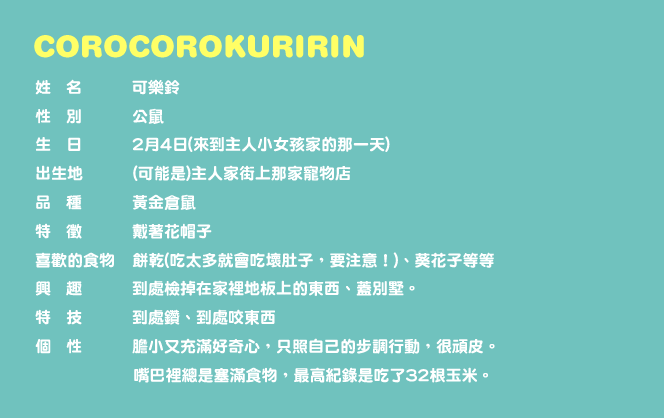 COROCOROKURIRIN
姓 名 可樂鈴
性 別 公鼠
生 日 2月4日(來到主人小女孩家的那一天)
出生地 (可能是)主人家街上那家寵物店
品 種 黃金倉鼠
特 徵 戴著花帽子
喜歡的食物 餅乾(吃太多就會吃壞肚子，要注意！)、葵花子等等
興 趣 到處撿掉在家裡地板上的東西、蓋別墅。
特 技 到處鑽、到處咬東西
個 性 膽小又充滿好奇心，只照自己的步調行動，很頑皮。
嘴巴裡總是塞滿食物，最高紀錄是吃了32根玉米。